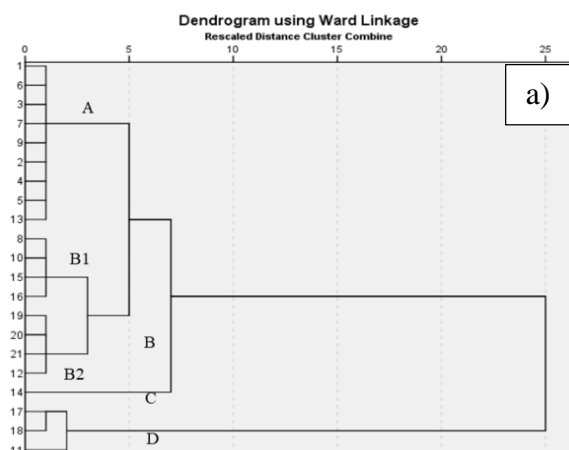 Dendrogram using Ward Linkage
Rescaled Distance Cluster Combine
0 5 10 15 20 25
a)
1
6
3
7 A
9
2
4
5
13
8
10 B1
15
16
19
20
21 B
12 B2
14 C
17
18 D
11